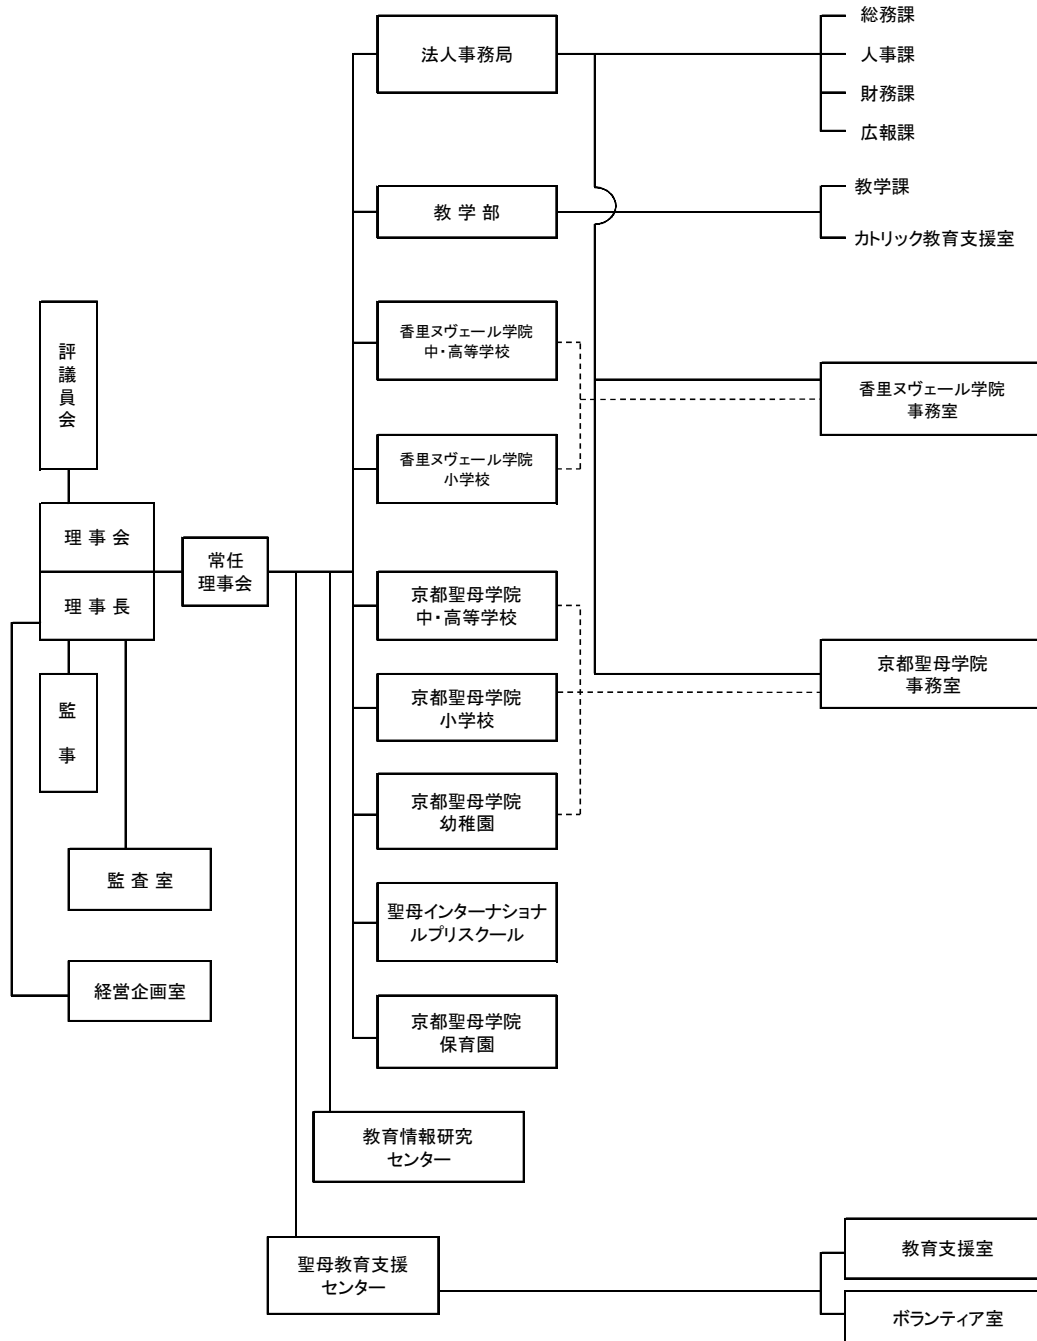 法人事務局
総務課
人事課
財務課
広報課
教 学 部
教学課
カトリック教育支援室
評議員会
香里ヌヴェール学院
中・高等学校
香里ヌヴェール学院
事務室
香里ヌヴェール学院
小学校
理 事 会
理 事 長
常任
理事会
京都聖母学院
中・高等学校
京都聖母学院
事務室
監事
京都聖母学院
小学校
京都聖母学院
幼稚園
監 査 室
聖母インターナショナ
ルプリスクール
経営企画室
京都聖母学院
保育園
教育情報研究
センター
聖母教育支援
センター
教育支援室
ボランティア室